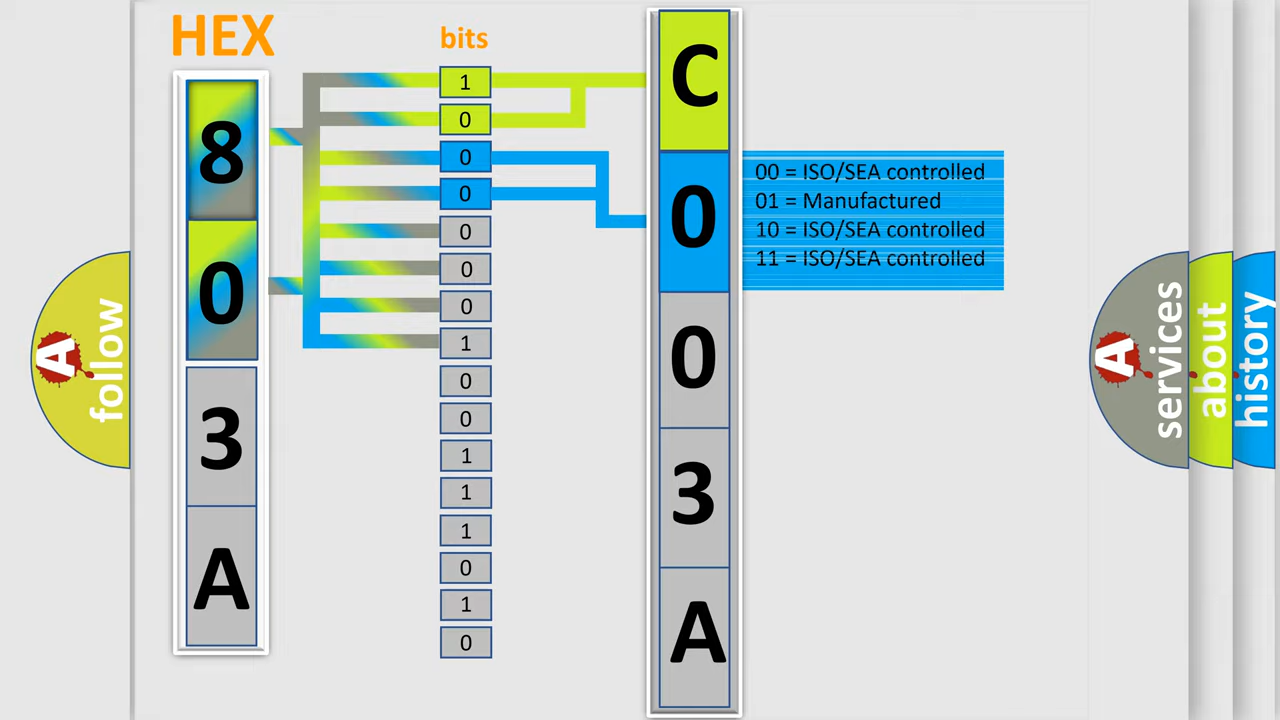 HEX
bits
8
0
3
A
1
0
0
0
0
0
0
1
0
0
1
1
1
0
1
0
C
0
0
3
A
00 = ISO/SEA controlled
01 = Manufactured
10 = ISO/SEA controlled
11 = ISO/SEA controlled
A
follow
A
services
about
history